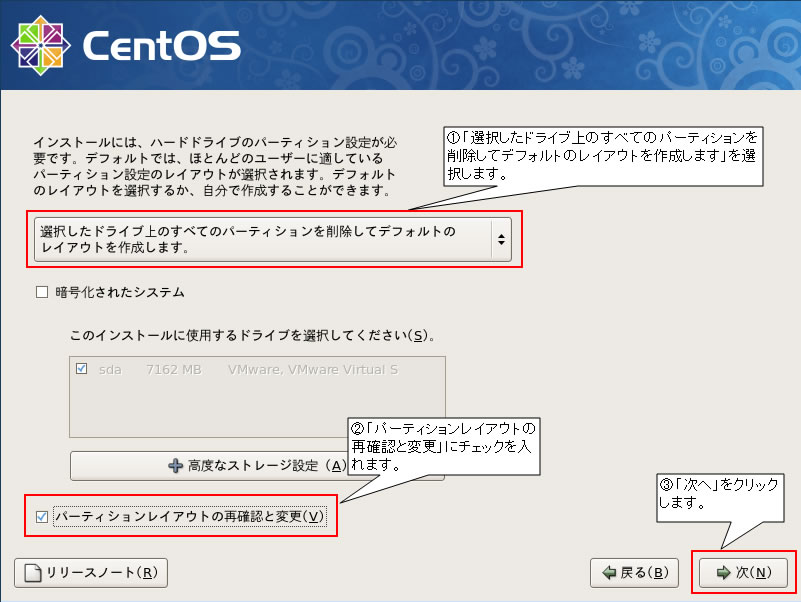 CentOS
インストールには、ハードドライブのパーティション設定が必
要です。デフォルトでは、ほとんどのユーザーに適している
パーティション設定のレイアウトが選択されます。デフォルト
のレイアウトを選択するか、自分で作成することができます。
①「選択したドライブ上のすべてのパーティションを
削除してデフォルトのレイアウトを作成します」を選
択します。
選択したドライブ上のすべてのパーティションを削除してデフォルトの
レイアウトを作成します。
暗号化されたシステム
このインストールに使用するドライブを選択してください(S)。
sda 7162 MB VMware, VMware Virtual S
②「パーティションレイアウトの
再確認と変更」にチェックを入
れます。
高度なストレージ設定 (A)
パーティションレイアウトの再確認と変更(V)
③「次へ」をクリック
します。
リリースノート(R)
戻る(B)
次(N)